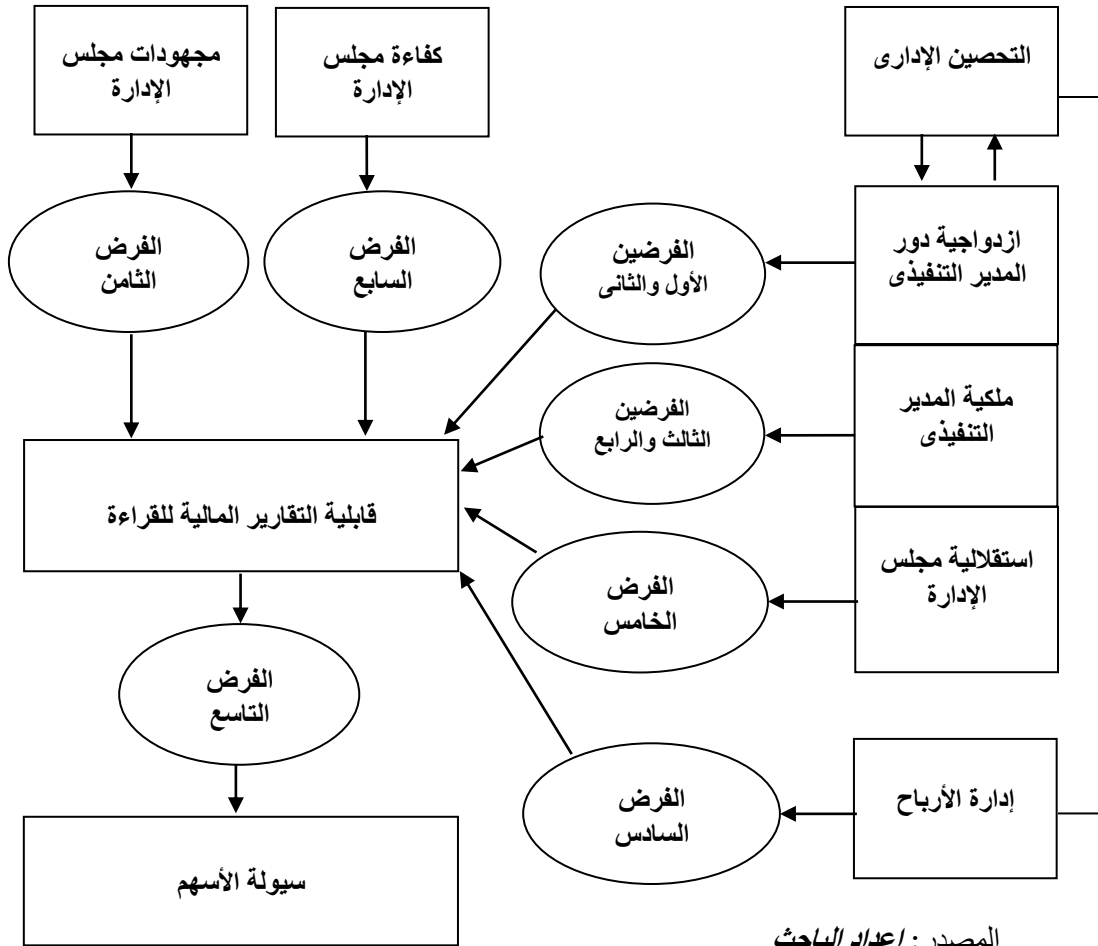 التحصين الإدارى
كفاءة مجلس
الإدارة
مجهودات مجلس
الإدارة
ازدواجية دور
المدير التنفيذى
الفرضين
الأول والثانى
الفرض
السابع
الفرض
الثامن
ملكية المدير
التنفيذى
الفرضين
الثالث والرابع
قابلية التقارير المالية للقراءة
استقلالية مجلس
الإدارة
الفرض
الخامس
الفرض
التاسع
إدارة الأرباح
الفرض
السادس
سيولة الأسهم
المصدر : إعداد الباحث